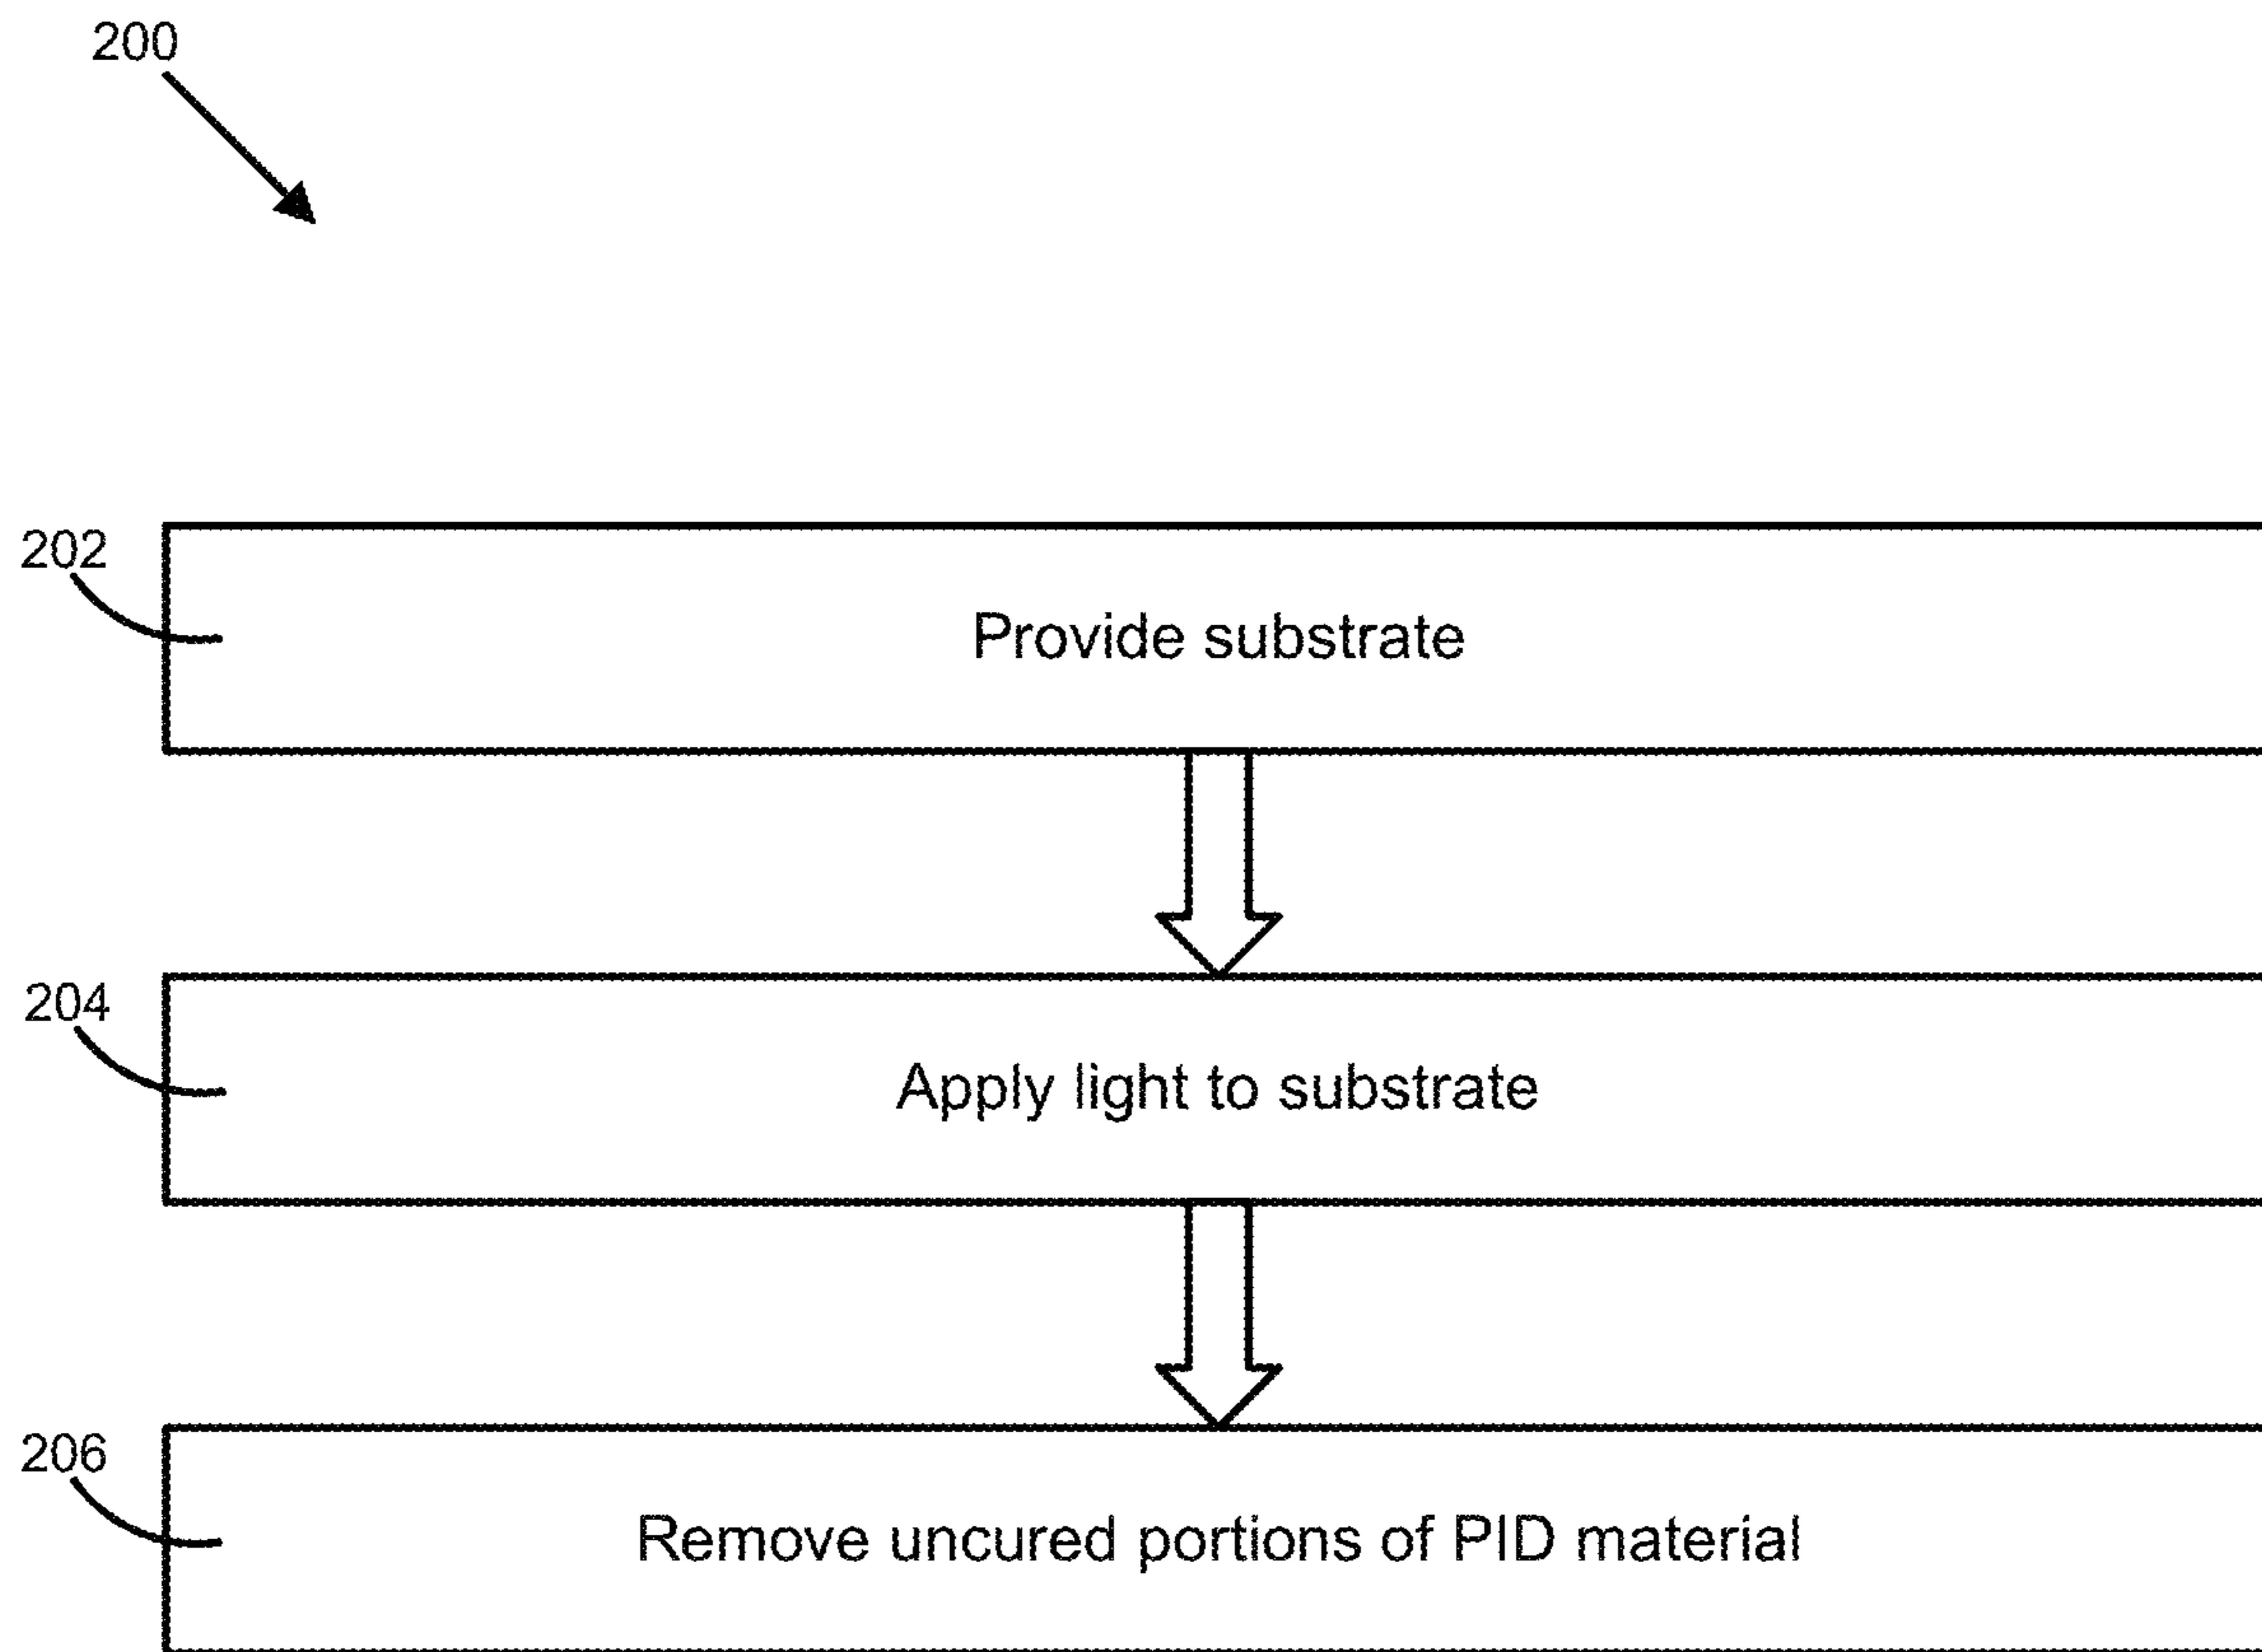 200
202
Provide substrate
204
Apply light to substrate
206
Remove uncured portions of PID material